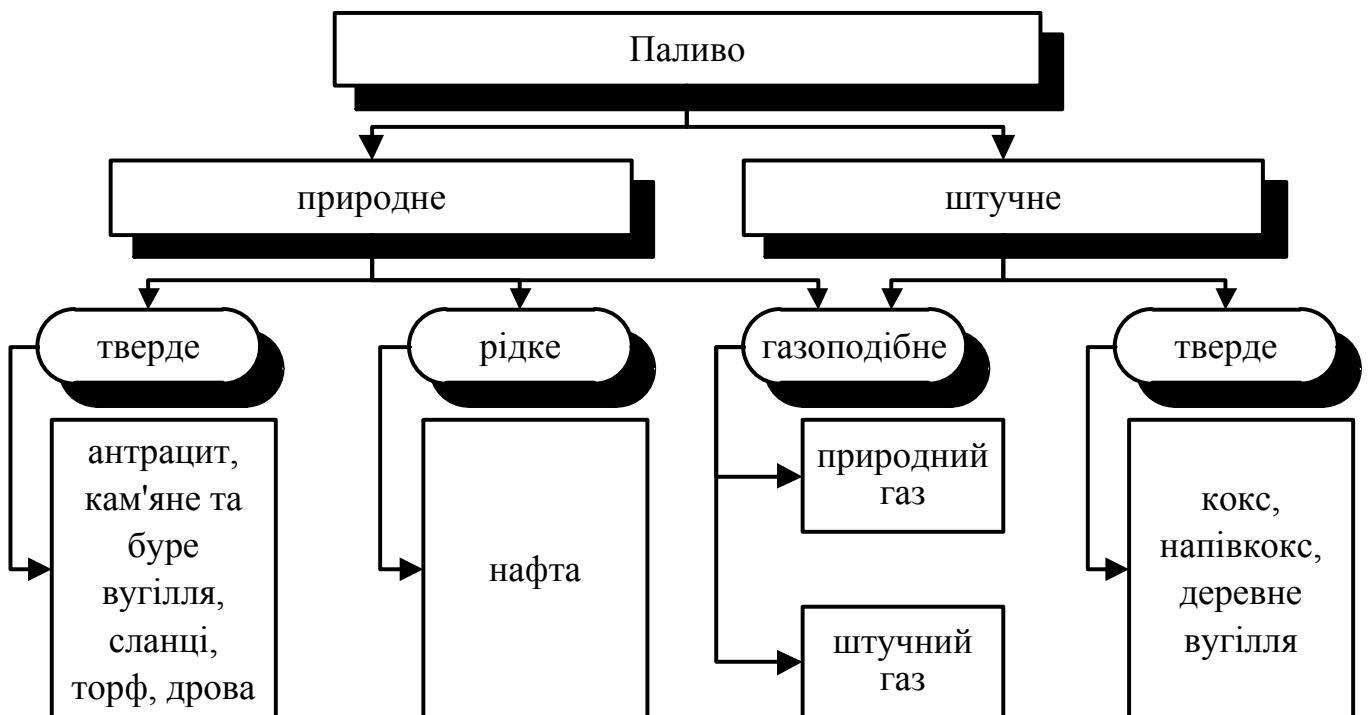 Паливо
природне
штучне
тверде
рідке
газоподібне
тверде
антрацит,
кам'яне та
буре
вугілля,
сланці,
торф, дрова
нафта
природний
газ
штучний
газ
кокс,
напівкокс,
деревне
вугілля